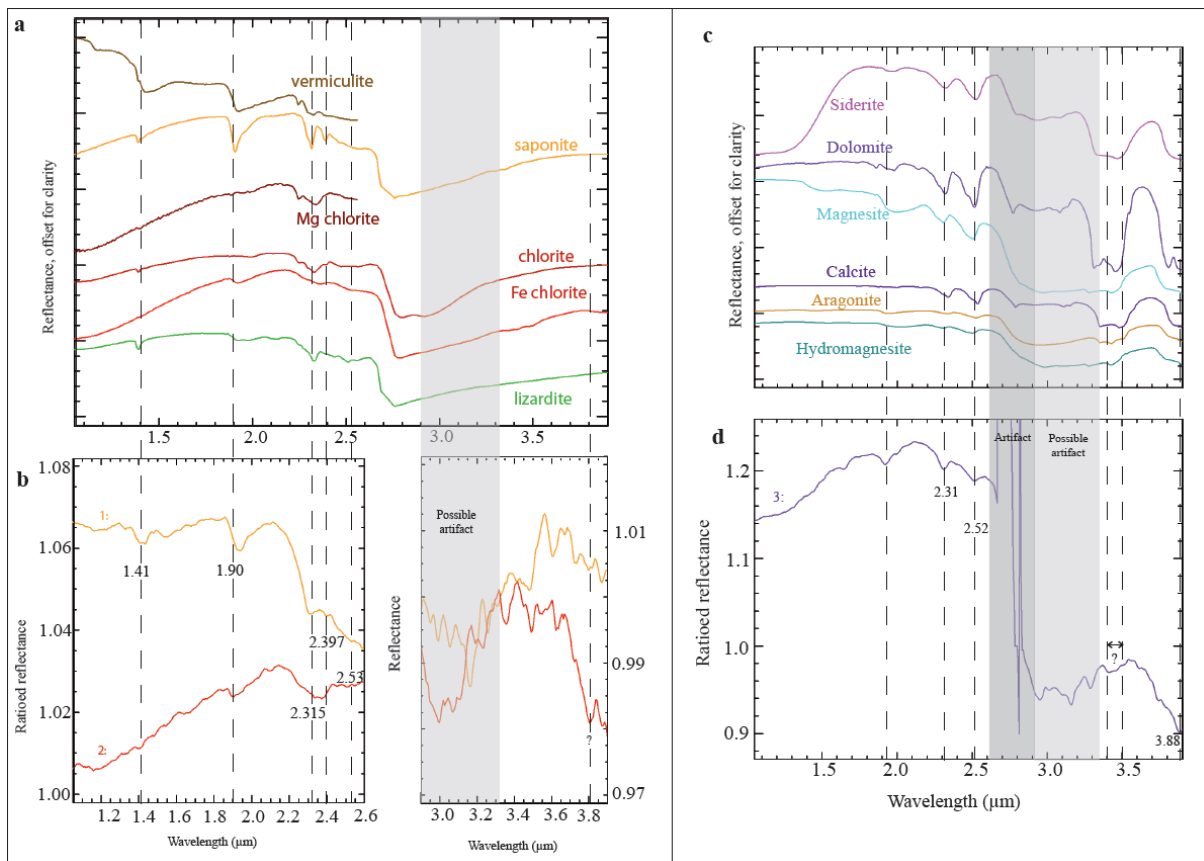 a
vermiculite
saponite
Mg chlorite
chlorite
Fe chlorite
lizardite
Reflectance, offset for clarity
1.5 2.0 2.5 3.0 3.5
b
1.08
1.06
1.04
1.02
1.00
Ratioed reflectance
1:
1.41
1.90
2.397
2.53
2.315
2:
1.2 1.4 1.6 1.8 2.0 2.2 2.4 2.6
Wavelength (µm)
Possible
artifact
Reflectance
1.01
0.99
0.97
?
3.0 3.2 3.4 3.6 3.8
Wavelength (µm)
c
Siderite
Dolomite
Magnesite
Calcite
Aragonite
Hydromagnesite
Reflectance, offset for clarity
d
Artifact
Possible
artifact
1.2
1.1
1.0
0.9
Ratioed reflectance
3:
2.31
2.52
?
3.88
1.5 2.0 2.5 3.0 3.5
Wavelength (µm)